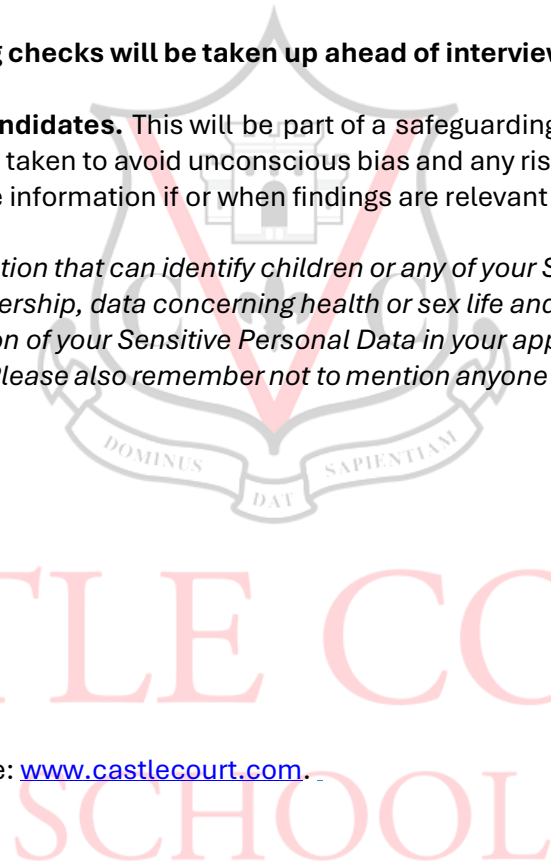 g checks will be taken up ahead of interview
ndidates. This will be part of a safeguarding
taken to avoid unconscious bias and any ris
e information if or when findings are relevant
tion that can identify children or any of your S
ership, data concerning health or sex life and
on of your Sensitive Personal Data in your app
Please also remember not to mention anyone
C C
DOMINUS DAT SAPIENTIAM
TLE CO
e: www.castlecourt.com.
SCHOOL